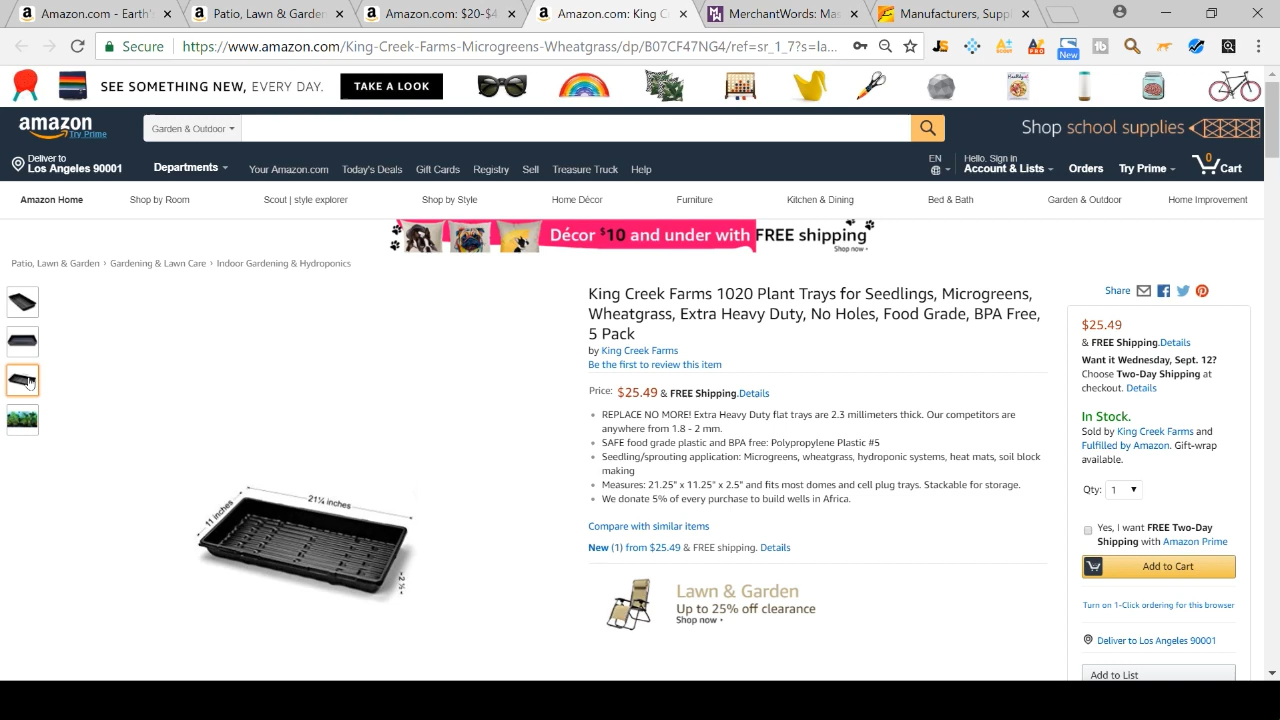 Amazon.com - Earth'
Patio, Lawn & Garden
Amazon.com: $20-$4
Amazon.com: King C
MerchantWords: Mas
Manufacturers, Suppl
Secure
https://www.amazon.com/King-Creek-Farms-Microgreens-Wheatgrass/dp/B07CF47NG4/ref=sr_1_7?s=la...
New
SEE SOMETHING NEW, EVERY DAY.
TAKE A LOOK
amazon
Try Prime
Garden & Outdoor
Shop school supplies
Deliver to
Los Angeles 90001
Departments
Your Amazon.com
Today's Deals
Gift Cards
Registry
Sell
Treasure Truck
Help
EN
Hello. Sign in
Account & Lists
Orders
Try Prime
0
Cart
Amazon Home
Shop by Room
Scout | style explorer
Shop by Style
Home Décor
Furniture
Kitchen & Dining
Bed & Bath
Garden & Outdoor
Home Improvement
Décor $10 and under with FREE shipping
Shop now ›
Patio, Lawn & Garden › Gardening & Lawn Care › Indoor Gardening & Hydroponics
King Creek Farms 1020 Plant Trays for Seedlings, Microgreens,
Wheatgrass, Extra Heavy Duty, No Holes, Food Grade, BPA Free,
5 Pack
by King Creek Farms
Be the first to review this item
Price: $25.49 & FREE Shipping. Details
REPLACE NO MORE! Extra Heavy Duty flat trays are 2.3 millimeters thick. Our competitors are
anywhere from 1.8 - 2 mm.
SAFE food grade plastic and BPA free: Polypropylene Plastic #5
Seedling/sprouting application: Microgreens, wheatgrass, hydroponic systems, heat mats, soil block
making
Measures: 21.25" x 11.25" x 2.5" and fits most domes and cell plug trays. Stackable for storage.
We donate 5% of every purchase to build wells in Africa.
Compare with similar items
New (1) from $25.49 & FREE shipping. Details
Lawn & Garden
Up to 25% off clearance
Shop now ›
21¼ inches
11 inches
2½"
Share
$25.49
& FREE Shipping. Details
Want it Wednesday, Sept. 12?
Choose Two-Day Shipping at
checkout. Details
In Stock.
Sold by King Creek Farms and
Fulfilled by Amazon. Gift-wrap
available.
Qty: 1
Yes, I want FREE Two-Day
Shipping with Amazon Prime
Add to Cart
Turn on 1-Click ordering for this browser
Deliver to Los Angeles 90001
Add to List